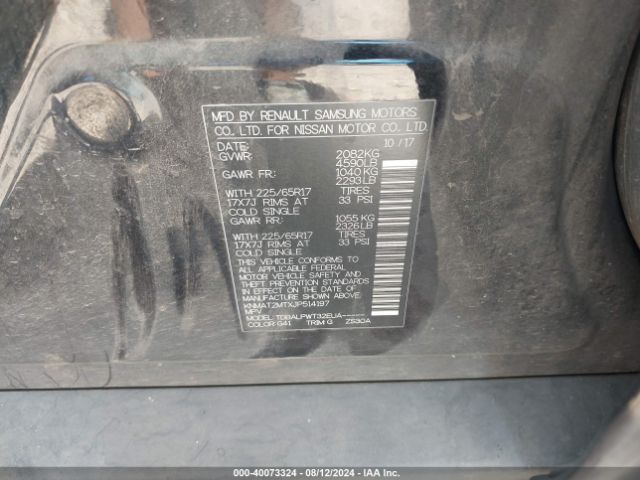 MFD BY RENAULT SAMSUNG MOTORS
CO., LTD. FOR NISSAN MOTOR CO., LTD.
DATE: 10/17
GVWR: 2082KG
4590LB
GAWR FR: 1040 KG
2293LB
WITH 225/65R17 TIRES
17X7J RIMS AT 33 PSI
COLD SINGLE
GAWR RR: 1055 KG
2326LB
WITH 225/65R17 TIRES
17X7J RIMS AT 33 PSI
COLD SINGLE
THIS VEHICLE CONFORMS TO
ALL APPLICABLE FEDERAL
MOTOR VEHICLE SAFETY AND
THEFT PREVENTION STANDARDS
IN EFFECT ON THE DATE OF
MANUFACTURE SHOWN ABOVE.
KNMAT2MTXJP514197
MPV
MODEL: TDBALPWT32EUA-----
COLOR: G41 TRIM: G ZS30A
000-40073324 - 08/12/2024 - IAA Inc.